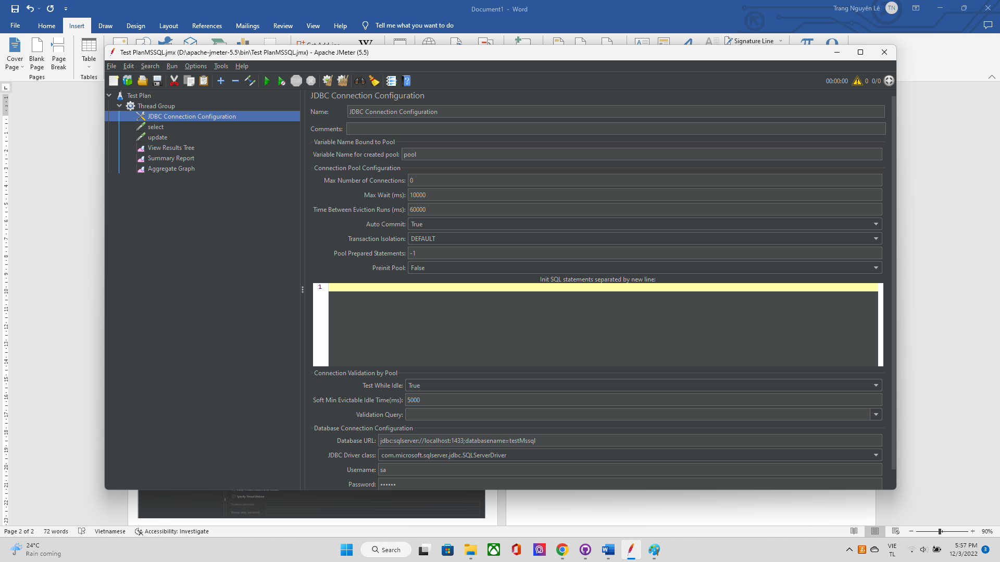 Document1 - Word
Trang Nguyên Lê
TN
File
Home
Insert
Draw
Design
Layout
References
Mailings
Review
View
Help
Tell me what you want to do
Cover Page
Blank Page
Page Break
Table
Pages
Tables
Signature Line
Test PlanMSSQL.jmx (D:\apache-jmeter-5.5\bin\Test PlanMSSQL.jmx) - Apache JMeter (5.5)
File Edit Search Run Options Tools Help
STOP
00:00:00
0 0/0
Test Plan
Thread Group
JDBC Connection Configuration
select
update
View Results Tree
Summary Report
Aggregate Graph
JDBC Connection Configuration
Name: JDBC Connection Configuration
Comments:
Variable Name Bound to Pool
Variable Name for created pool: pool
Connection Pool Configuration
Max Number of Connections: 0
Max Wait (ms): 10000
Time Between Eviction Runs (ms): 60000
Auto Commit: True
Transaction Isolation: DEFAULT
Pool Prepared Statements: -1
Preinit Pool: False
Init SQL statements separated by new line:
1
Connection Validation by Pool
Test While Idle: True
Soft Min Evictable Idle Time(ms): 5000
Validation Query:
Database Connection Configuration
Database URL: jdbc:sqlserver://localhost:1433;databasename=testMssql
JDBC Driver class: com.microsoft.sqlserver.jdbc.SQLServerDriver
Username: sa
Password: ••••••
Specify Thread lifetime
Duration (seconds):
Startup delay (seconds):
Page 2 of 2
72 words
Vietnamese
Accessibility: Investigate
90%
24°C
Rain coming
Search
VIE
TL
5:57 PM
12/3/2022
3